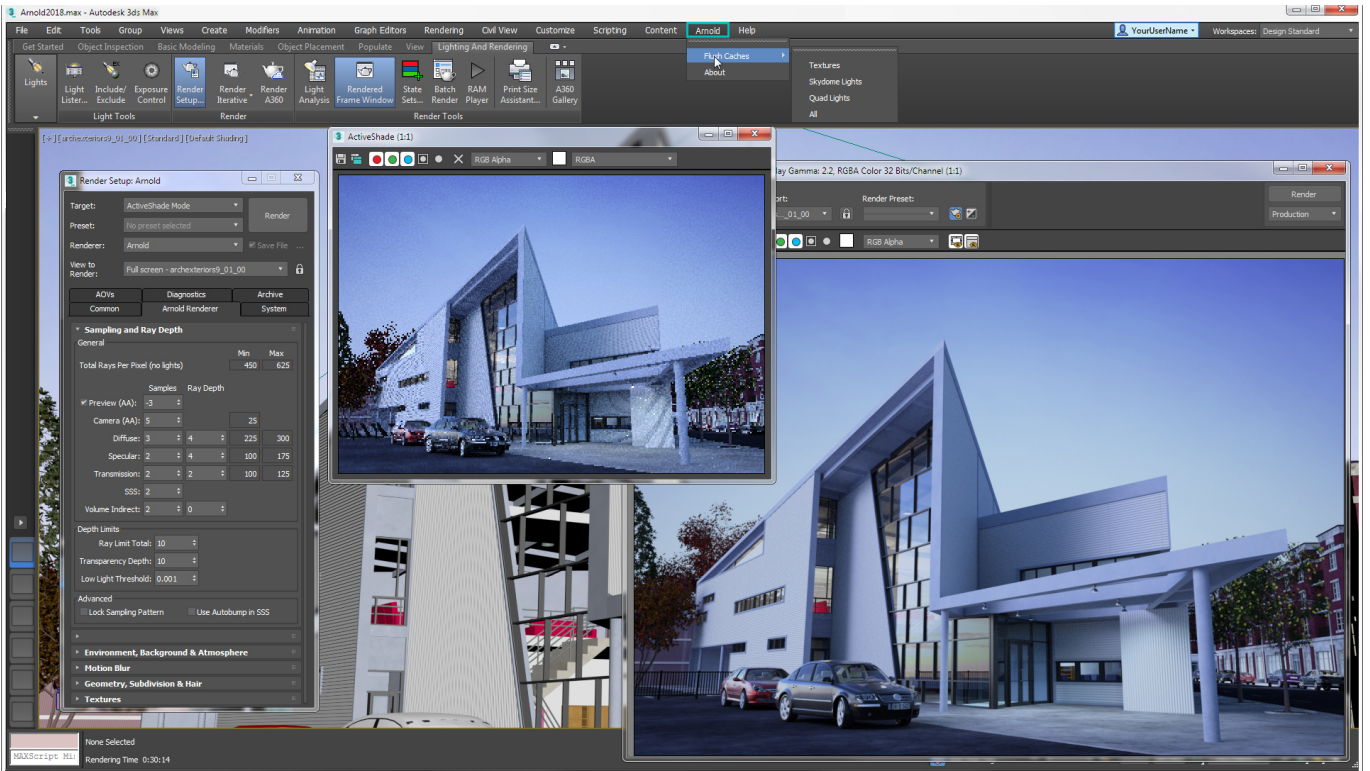 Arnold2018.max - Autodesk 3ds Max
File Edit Tools Group Views Create Modifiers Animation Graph Editors Rendering Civil View Customize Scripting Content Arnold Help
YourUserName
Workspaces: Design Standard
Get Started Object Inspection Basic Modeling Materials Object Placement Populate View Lighting And Rendering
Flush Caches
About
Textures
Skydome Lights
Quad Lights
All
Lights
Light Lister... Include/ Exclude Exposure Control Render Setup... Render Iterative Render A360 Light Analysis Rendered Frame Window State Sets... Batch Render RAM Player Print Size Assistant... A360 Gallery
Light Tools Render Render Tools
[+] [archexteriors9_01_00] [Standard] [Default Shading]
ActiveShade (1:1)
RGB Alpha
RGBA
Render Setup: Arnold
Target: ActiveShade Mode
Render
Preset: No preset selected
Renderer: Arnold
Save File ...
View to Render: Full screen - archexteriors9_01_00
AOVs Diagnostics Archive
Common Arnold Renderer System
Sampling and Ray Depth
General
Min Max
Total Rays Per Pixel (no lights) 450 625
Samples Ray Depth
Preview (AA): -3
Camera (AA): 5 25
Diffuse: 3 4 225 300
Specular: 2 4 100 175
Transmission: 2 2 100 125
SSS: 2
Volume Indirect: 2 0
Depth Limits
Ray Limit Total: 10
Transparency Depth: 10
Low Light Threshold: 0.001
Advanced
Lock Sampling Pattern Use Autobump in SSS
Environment, Background & Atmosphere
Motion Blur
Geometry, Subdivision & Hair
Textures
lay Gamma: 2.2, RGBA Color 32 Bits/Channel (1:1)
ort:
..._01_00
Render Preset:
Render
Production
RGB Alpha
None Selected
MAXScript Mi
Rendering Time 0:30:14